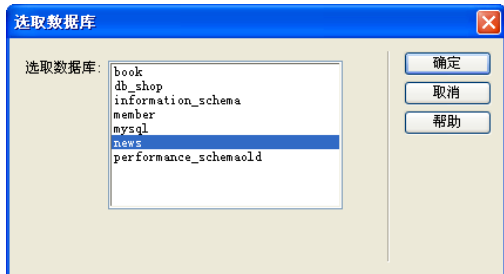 选取数据库
选取数据库:
book
db_shop
information_schema
member
mysql
news
performance_schemaold
确定
取消
帮助